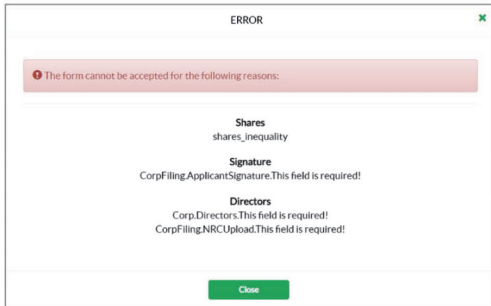 ERROR
The form cannot be accepted for the following reasons:
Shares
shares_inequality
Signature
CorpFiling.ApplicantSignature.This field is required!
Directors
Corp.Directors.This field is required!
CorpFiling.NRCUpload.This field is required!
Close